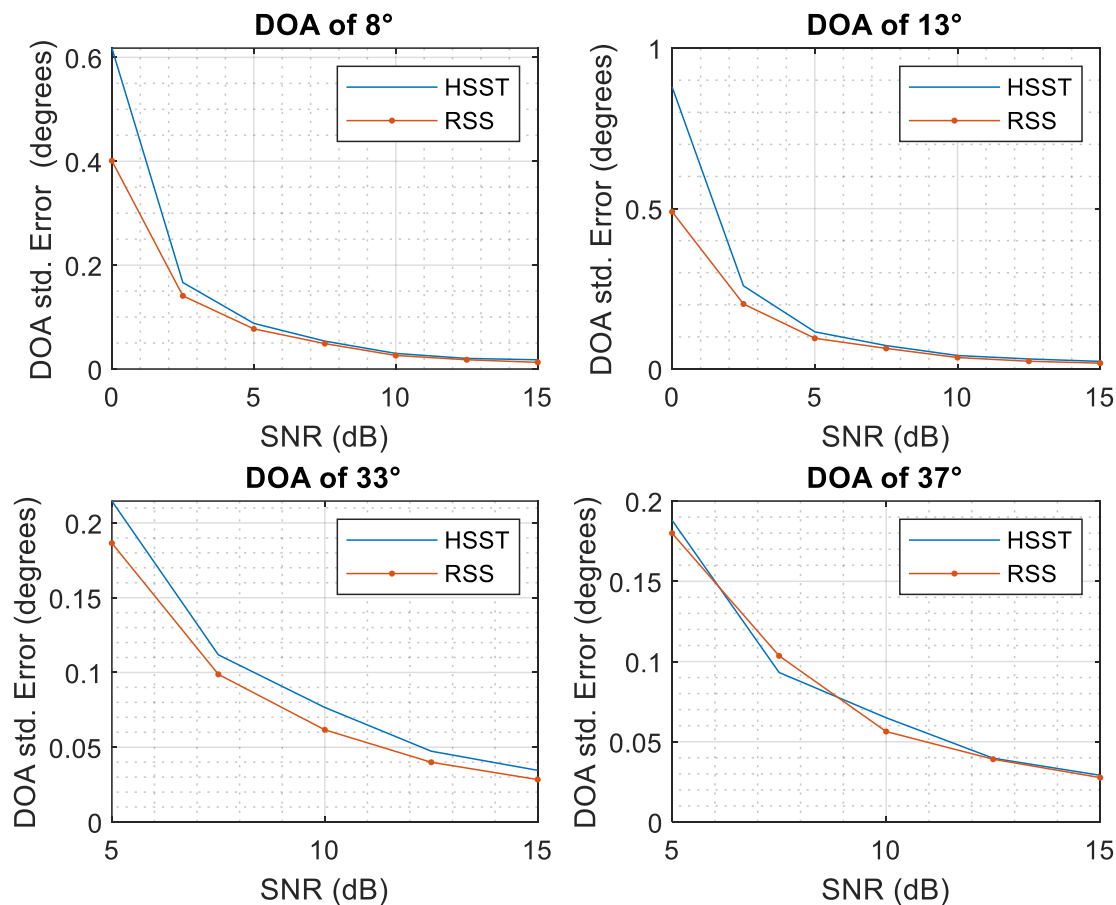 DOA of 8°
DOA std. Error (degrees)
0.6
0.4
0.2
0
HSST
RSS
0 5 10 15
SNR (dB)
DOA of 13°
DOA std. Error (degrees)
1
0.5
0
HSST
RSS
0 5 10 15
SNR (dB)
DOA of 33°
DOA std. Error (degrees)
0.2
0.15
0.1
0.05
0
HSST
RSS
5 10 15
SNR (dB)
DOA of 37°
DOA std. Error (degrees)
0.2
0.15
0.1
0.05
0
HSST
RSS
5 10 15
SNR (dB)